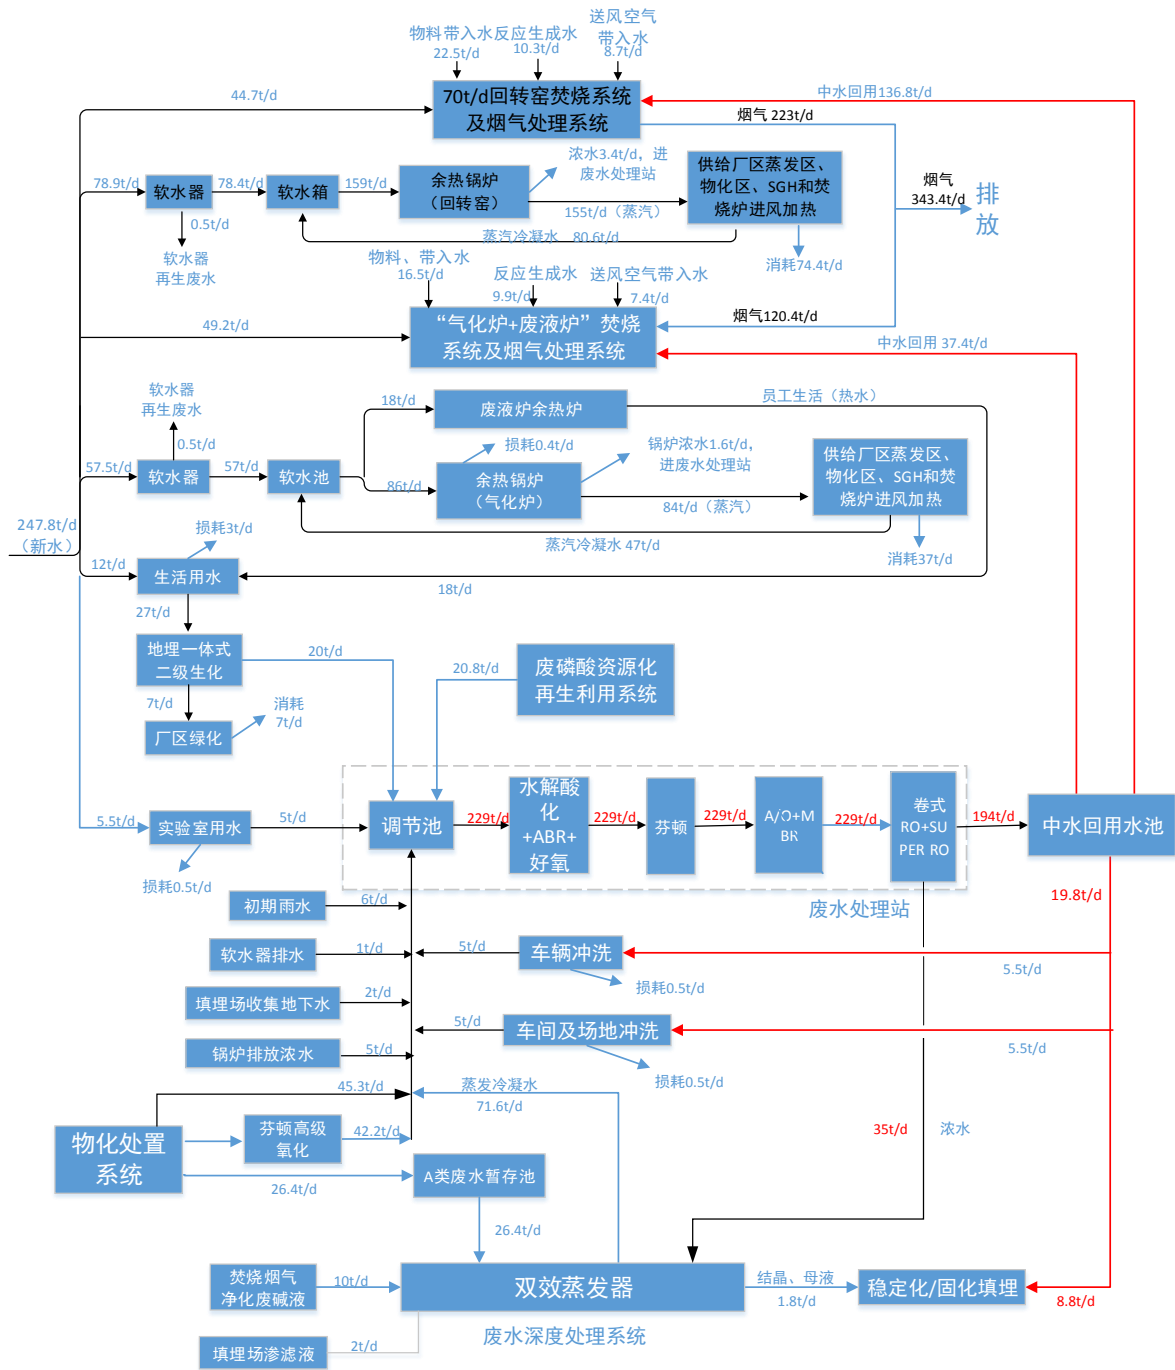 送风空气
带入水
8.7t/d
物料带入水
22.5t/d
反应生成水
10.3t/d
44.7t/d
70t/d回转窑焚烧系统
及烟气处理系统
中水回用136.8t/d
烟气 223t/d
浓水3.4t/d，进
废水处理站
供给厂区蒸发区、
物化区、SGH和焚
烧炉进风加热
烟气
343.4t/d
排
放
78.9t/d
软水器
78.4t/d
软水箱
159t/d
余热锅炉
（回转窑）
155t/d（蒸汽）
0.5t/d
软水器
再生废水
蒸汽冷凝水 80.6t/d
消耗74.4t/d
物料、带入水
16.5t/d
反应生成水
9.9t/d
送风空气带入水
7.4t/d
49.2t/d
“气化炉+废液炉”焚烧
系统及烟气处理系统
烟气120.4t/d
中水回用 37.4t/d
软水器
再生废水
0.5t/d
18t/d
废液炉余热炉
员工生活（热水）
损耗0.4t/d
锅炉浓水1.6t/d，
进废水处理站
供给厂区蒸发区、
物化区、SGH和焚
烧炉进风加热
57.5t/d
软水器
57t/d
软水池
86t/d
余热锅炉
（气化炉）
84t/d（蒸汽）
247.8t/d
（新水）
损耗3t/d
蒸汽冷凝水 47t/d
消耗37t/d
12t/d
生活用水
18t/d
27t/d
地埋一体式
二级生化
20t/d
20.8t/d
废磷酸资源化
再生利用系统
7t/d
消耗
7t/d
厂区绿化
5.5t/d
实验室用水
5t/d
调节池
229t/d
水解酸
化
+ABR+
好氧
229t/d
芬顿
229t/d
A/O+M
BR
229t/d
卷式
RO+SU
PER RO
194t/d
中水回用水池
损耗0.5t/d
废水处理站
19.8t/d
初期雨水
6t/d
软水器排水
1t/d
5t/d
车辆冲洗
5.5t/d
损耗0.5t/d
填埋场收集地下水
2t/d
5t/d
车间及场地冲洗
5.5t/d
锅炉排放浓水
5t/d
损耗0.5t/d
45.3t/d
蒸发冷凝水
71.6t/d
物化处置
系统
芬顿高级
氧化
42.2t/d
35t/d
浓水
26.4t/d
A类废水暂存池
26.4t/d
焚烧烟气
净化废碱液
10t/d
双效蒸发器
结晶、母液
1.8t/d
稳定化/固化填埋
8.8t/d
填埋场渗滤液
2t/d
废水深度处理系统